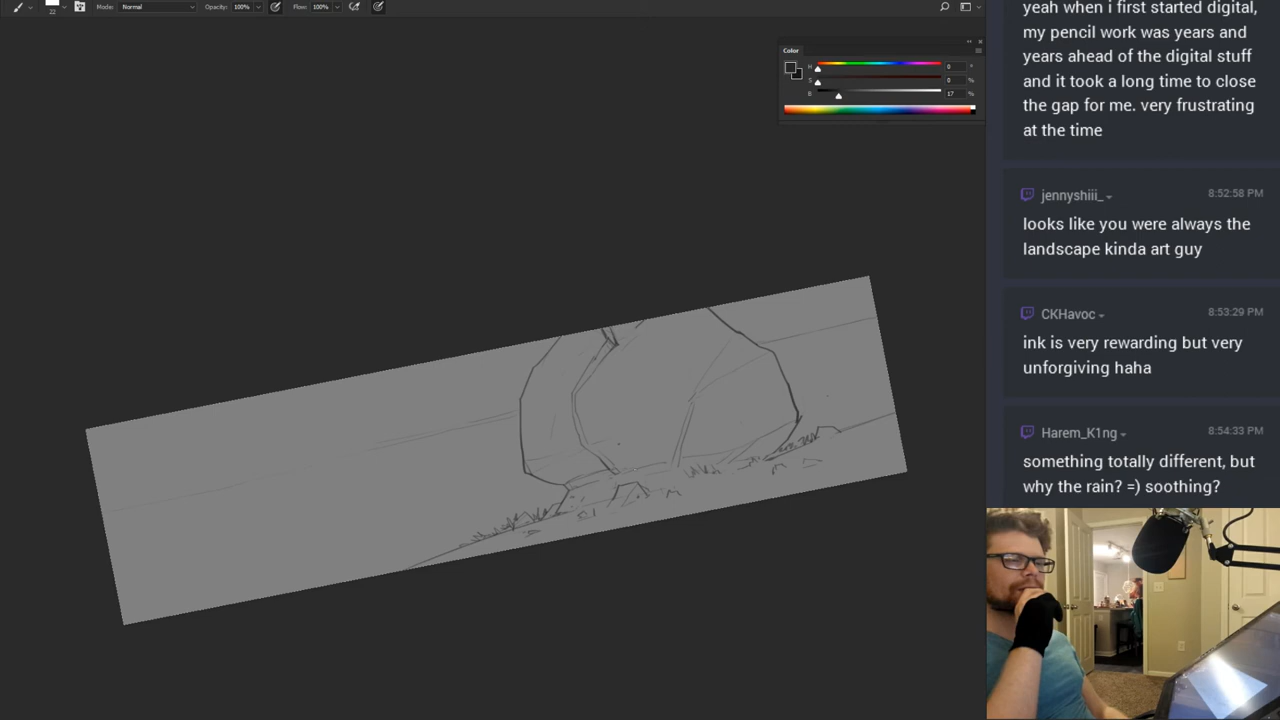 22 Mode: Normal Opacity: 100% Flow: 100%
Color
H 0 °
S 0 %
B 17 %
yeah when i first started digital,
my pencil work was years and
years ahead of the digital stuff
and it took a long time to close
the gap for me. very frustrating
at the time
jennyshiii_ 8:52:58 PM
looks like you were always the
landscape kinda art guy
CKHavoc 8:53:29 PM
ink is very rewarding but very
unforgiving haha
Harem_K1ng 8:54:33 PM
something totally different, but
why the rain? =) soothing?